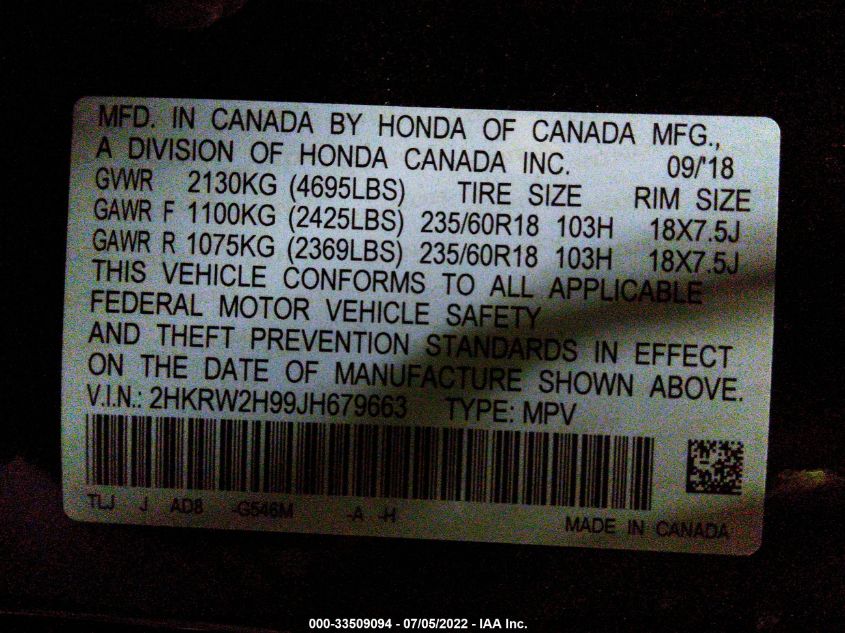 MFD. IN CANADA BY HONDA OF CANADA MFG.,
A DIVISION OF HONDA CANADA INC. 09/'18
GVWR 2130KG (4695LBS) TIRE SIZE RIM SIZE
GAWR F 1100KG (2425LBS) 235/60R18 103H 18X7.5J
GAWR R 1075KG (2369LBS) 235/60R18 103H 18X7.5J
THIS VEHICLE CONFORMS TO ALL APPLICABLE
FEDERAL MOTOR VEHICLE SAFETY
AND THEFT PREVENTION STANDARDS IN EFFECT
ON THE DATE OF MANUFACTURE SHOWN ABOVE.
V.I.N.: 2HKRW2H99JH679663 TYPE: MPV
TLJ J AD8 -G546M -A -H
MADE IN CANADA
000-33509094 - 07/05/2022 - IAA Inc.